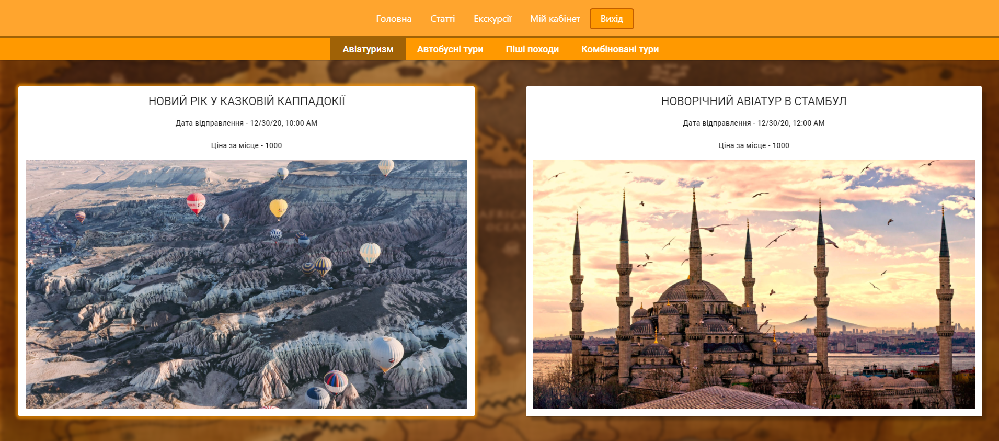 Головна Статті Екскурсії Мій кабінет Вихід
Авіатуризм Автобусні тури Піші походи Комбіновані тури
НОВИЙ РІК У КАЗКОВІЙ КАППАДОКІЇ
Дата відправлення - 12/30/20, 10:00 AM
Ціна за місце - 1000
НОВОРІЧНИЙ АВІАТУР В СТАМБУЛ
Дата відправлення - 12/30/20, 12:00 AM
Ціна за місце - 1000